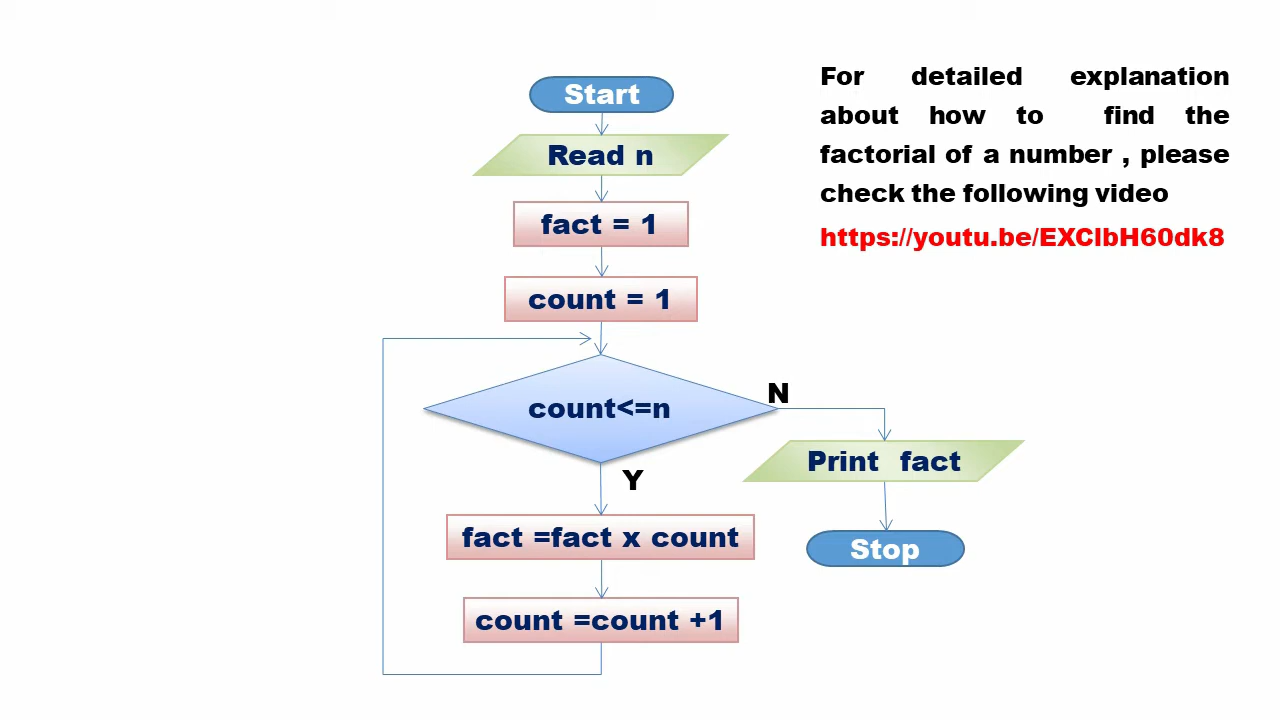 Start
Read n
fact = 1
count = 1
count<=n
N
Y
Print fact
fact =fact x count
Stop
count =count +1
For detailed explanation
about how to find the
factorial of a number , please
check the following video
https://youtu.be/EXClbH60dk8